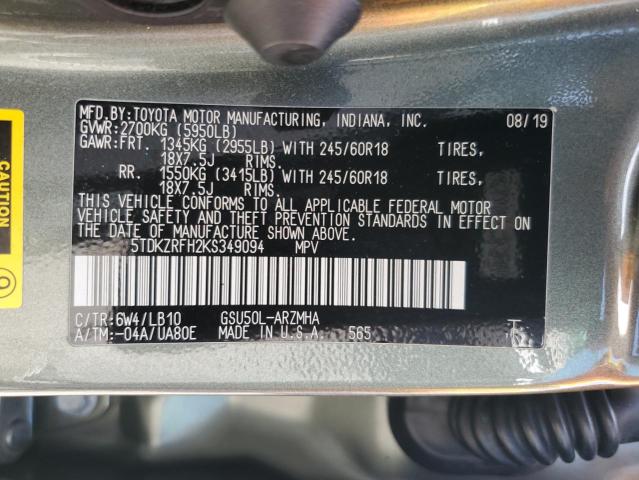 MFD.BY:TOYOTA MOTOR MANUFACTURING, INDIANA, INC. 08/19
GVWR:2700KG (5950LB)
GAWR:FRT. 1345KG (2955LB) WITH 245/60R18 TIRES,
18X7.5J RIMS.
RR. 1550KG (3415LB) WITH 245/60R18 TIRES,
18X7.5J RIMS.
THIS VEHICLE CONFORMS TO ALL APPLICABLE FEDERAL MOTOR
VEHICLE SAFETY AND THEFT PREVENTION STANDARDS IN EFFECT ON
THE DATE OF MANUFACTURE SHOWN ABOVE.
5TDKZRFH2KS349094 MPV
C/TR:6W4/LB10 GSU50L-ARZMHA
A/TM:-04A/UA80E MADE IN U.S.A. 565 T
CAUTION